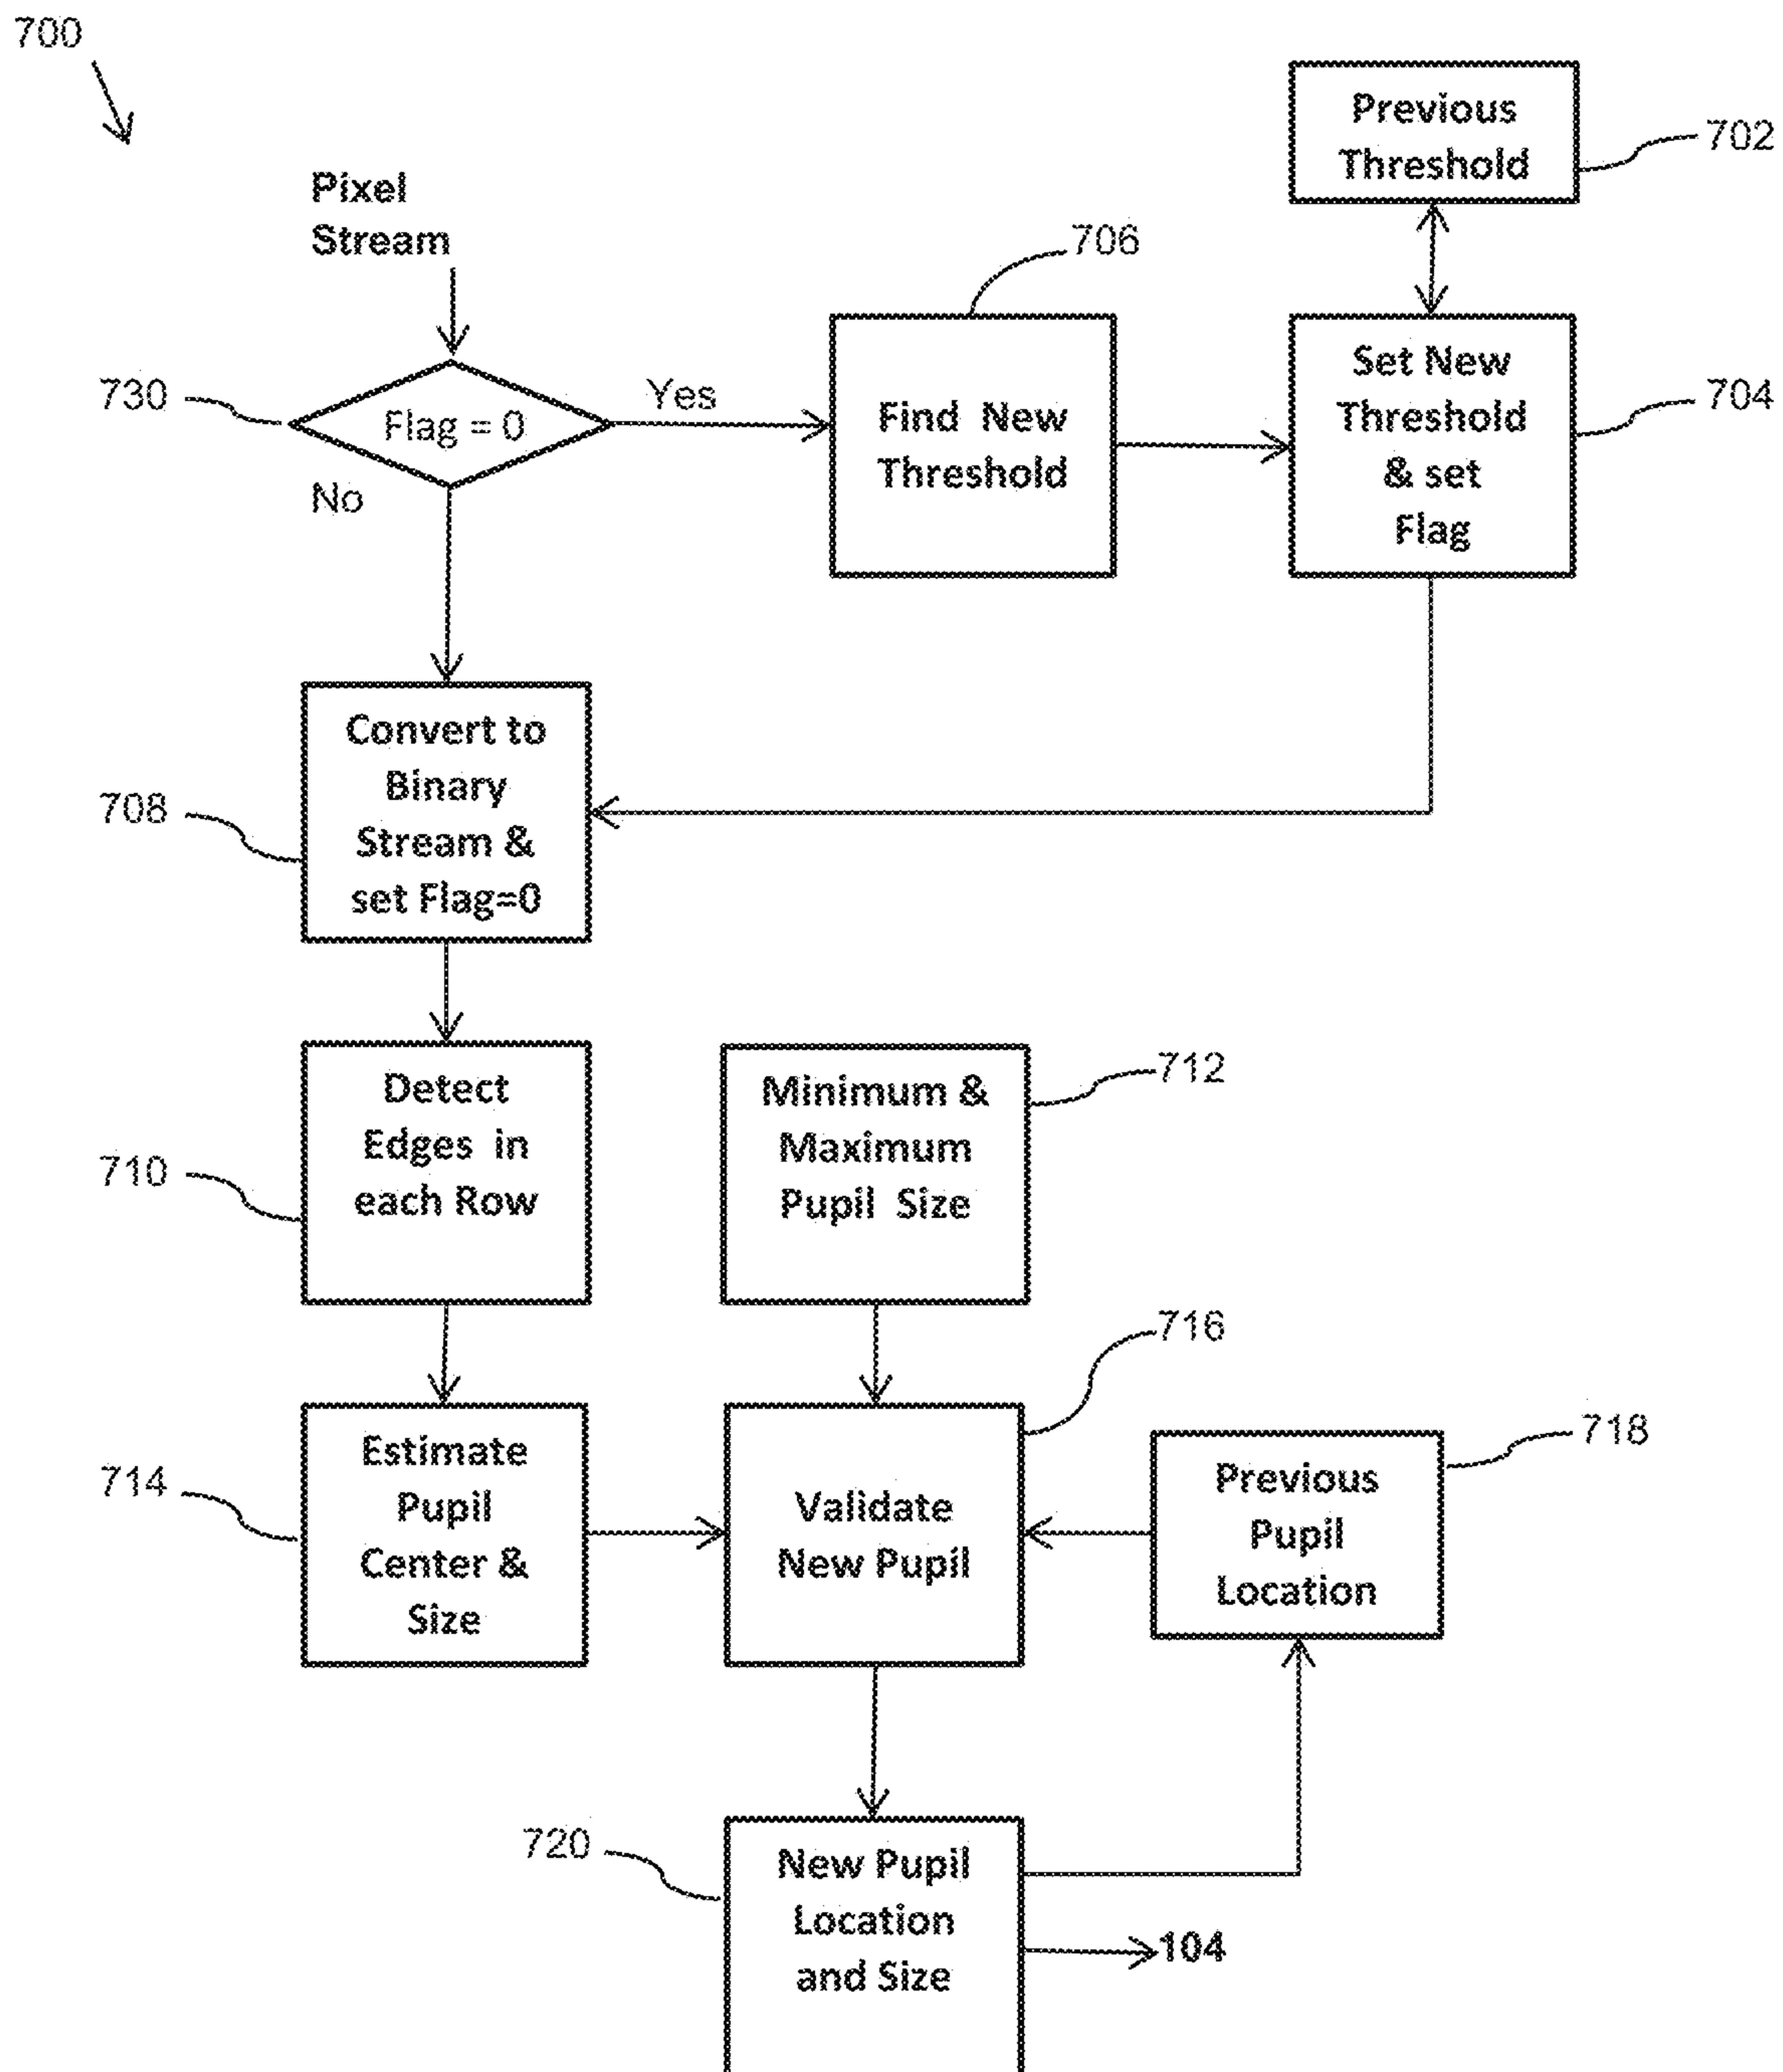 700
Previous
Threshold
702
Pixel
Stream
706
730
Flag = 0
Yes
No
Find New
Threshold
Set New
Threshold
& set
Flag
704
Convert to
Binary
Stream &
set Flag=0
708
Detect
Edges in
each Row
710
Minimum &
Maximum
Pupil Size
712
716
714
Estimate
Pupil
Center &
Size
Validate
New Pupil
Previous
Pupil
Location
718
720
New Pupil
Location
and Size
104